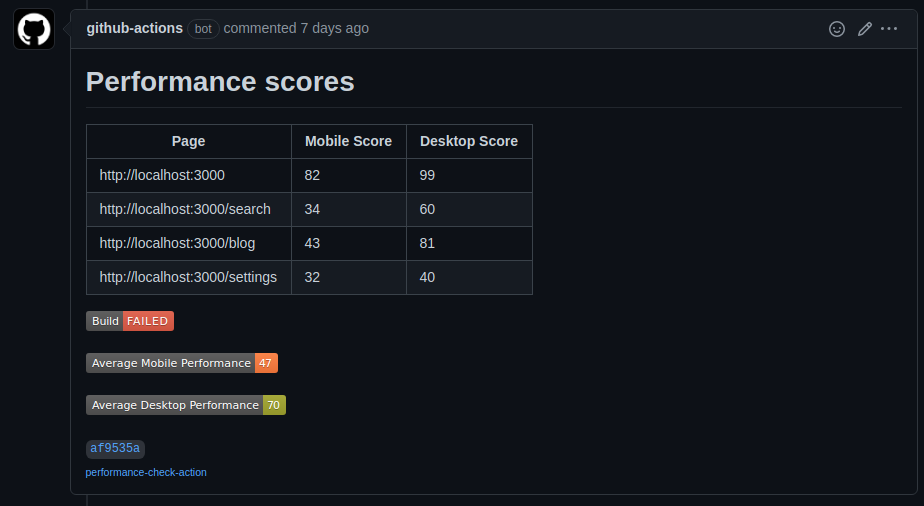 github-actions bot commented 7 days ago
Performance scores
Page Mobile Score Desktop Score
http://localhost:3000 82 99
http://localhost:3000/search 34 60
http://localhost:3000/blog 43 81
http://localhost:3000/settings 32 40
Build FAILED
Average Mobile Performance 47
Average Desktop Performance 70
af9535a
performance-check-action